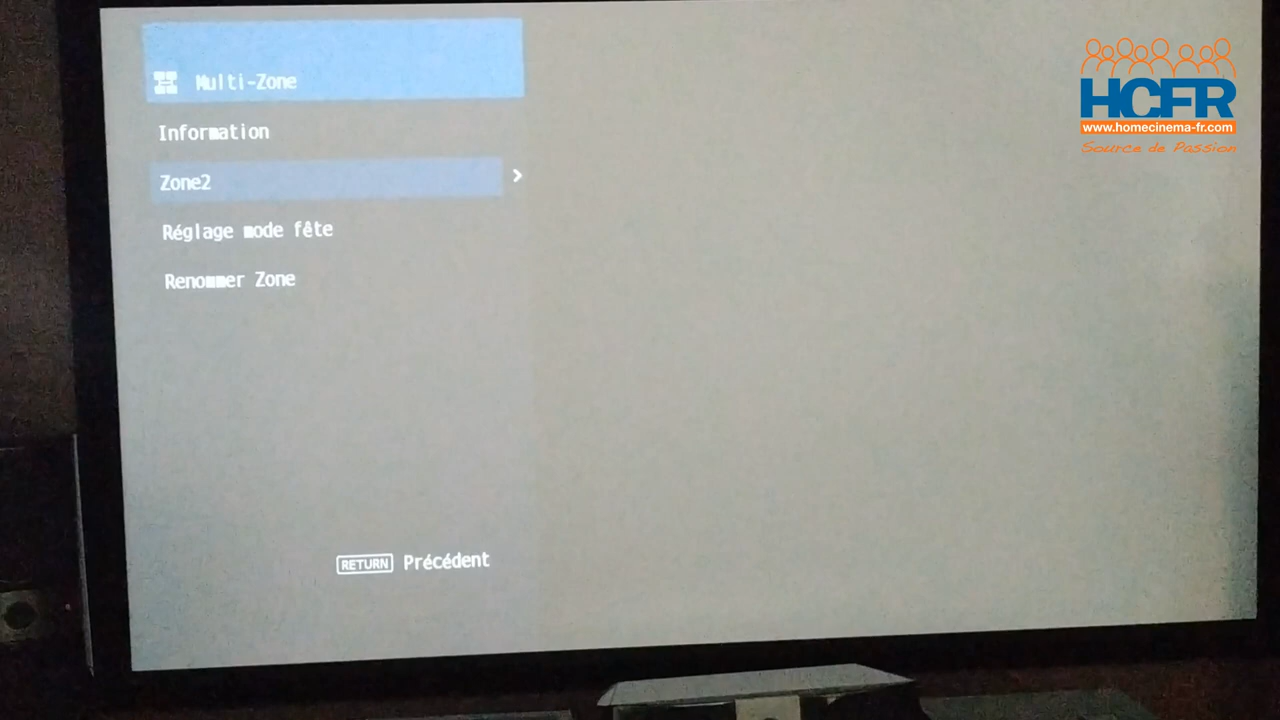 Multi-Zone
Information
Zone2
Réglage mode fête
Renommer Zone
RETURN Précédent
HCFR
www.homecinema-fr.com
Source de Passion